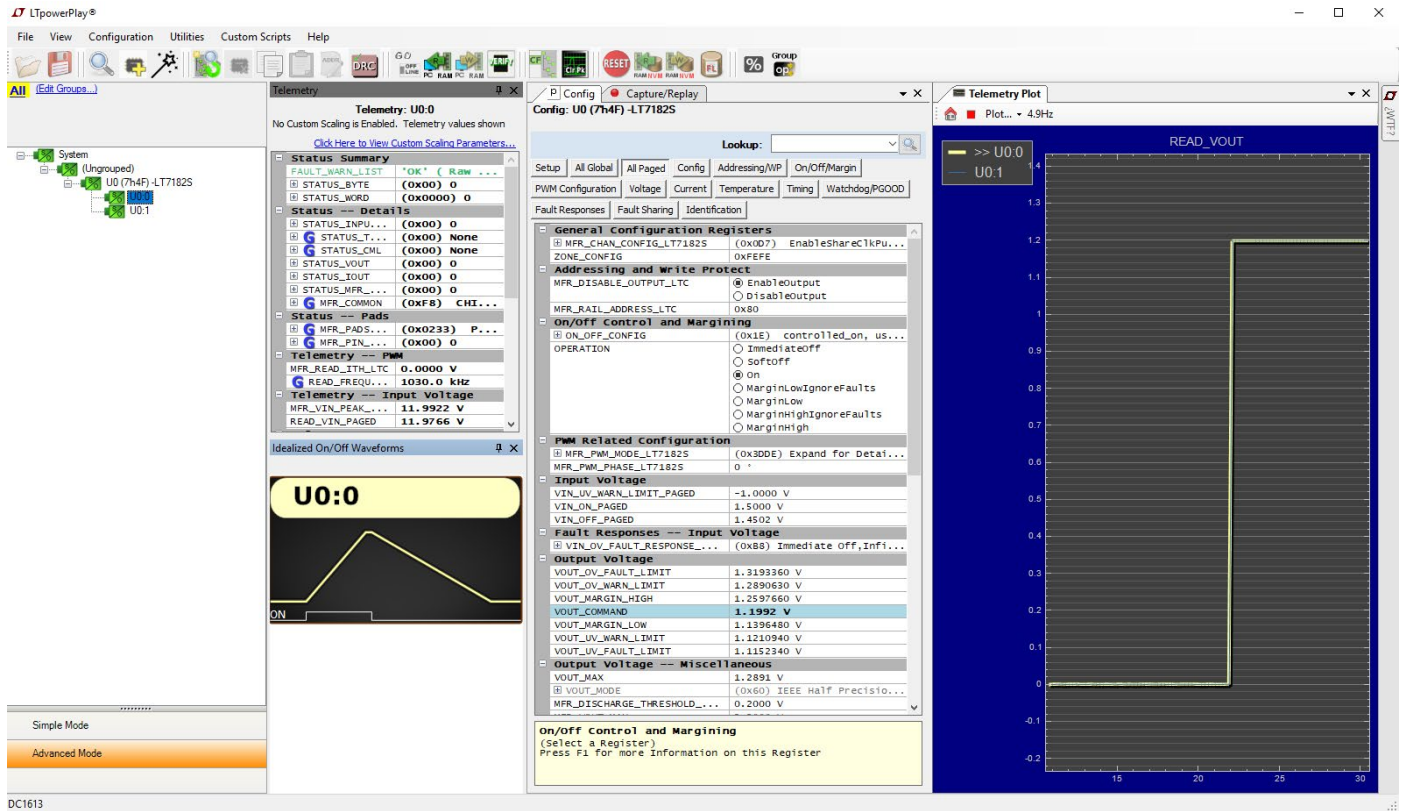 LTpowerPlay®
File View Configuration Utilities Custom Scripts Help
DRC GO OFF LINE PC RAM PC RAM VERIFY CF Clr.Pk RESET RAM NVM RAM NVM FL % Group op
All (Edit Groups...)
System
(Ungrouped)
U0 (7h4F) -LT7182S
U0:0
U0:1
Simple Mode
Advanced Mode
DC1613
Telemetry
Telemetry: U0:0
No Custom Scaling is Enabled. Telemetry values shown
Click Here to View Custom Scaling Parameters...
Status Summary
FAULT_WARN_LIST 'OK' ( Raw ...
STATUS_BYTE (0x00) 0
STATUS_WORD (0x0000) 0
Status -- Details
STATUS_INPU... (0x00) 0
G STATUS_T... (0x00) None
G STATUS_CML (0x00) None
STATUS_VOUT (0x00) 0
STATUS_IOUT (0x00) 0
STATUS_MFR_... (0x00) 0
G MFR_COMMON (0xF8) CHI...
Status -- Pads
G MFR_PADS... (0x0233) P...
G MFR_PIN_... (0x00) 0
Telemetry -- PWM
MFR_READ_ITH_LTC 0.0000 V
G READ_FREQU... 1030.0 kHz
Telemetry -- Input Voltage
MFR_VIN_PEAK_... 11.9922 V
READ_VIN_PAGED 11.9766 V
Idealized On/Off Waveforms
U0:0
ON
Config Capture/Replay
Config: U0 (7h4F) -LT7182S
Lookup:
Setup All Global All Paged Config Addressing/WP On/Off/Margin
PWM Configuration Voltage Current Temperature Timing Watchdog/PGOOD
Fault Responses Fault Sharing Identification
General Configuration Registers
MFR_CHAN_CONFIG_LT7182S (0x0D7) EnableShareClkPu...
ZONE_CONFIG 0xFEFE
Addressing and Write Protect
MFR_DISABLE_OUTPUT_LTC EnableOutput
DisableOutput
MFR_RAIL_ADDRESS_LTC 0x80
On/Off Control and Margining
ON_OFF_CONFIG (0x1E) controlled_on, us...
OPERATION ImmediateOff
SoftOff
On
MarginLowIgnoreFaults
MarginLow
MarginHighIgnoreFaults
MarginHigh
PWM Related Configuration
MFR_PWM_MODE_LT7182S (0x3DDE) Expand for Detai...
MFR_PWM_PHASE_LT7182S 0 °
Input Voltage
VIN_UV_WARN_LIMIT_PAGED -1.0000 V
VIN_ON_PAGED 1.5000 V
VIN_OFF_PAGED 1.4502 V
Fault Responses -- Input Voltage
VIN_OV_FAULT_RESPONSE_... (0xB8) Immediate Off,Infi...
Output Voltage
VOUT_OV_FAULT_LIMIT 1.3193360 V
VOUT_OV_WARN_LIMIT 1.2890630 V
VOUT_MARGIN_HIGH 1.2597660 V
VOUT_COMMAND 1.1992 V
VOUT_MARGIN_LOW 1.1396480 V
VOUT_UV_WARN_LIMIT 1.1210940 V
VOUT_UV_FAULT_LIMIT 1.1152340 V
Output Voltage -- Miscellaneous
VOUT_MAX 1.2891 V
VOUT_MODE (0x60) IEEE Half Precisio...
MFR_DISCHARGE_THRESHOLD_... 0.2000 V
On/Off Control and Margining
(Select a Register)
Press F1 for more Information on this Register
Telemetry Plot
Plot... 4.9Hz
READ_VOUT
>> U0:0
U0:1
1.4
1.3
1.2
1.1
1
0.9
0.8
0.7
0.6
0.5
0.4
0.3
0.2
0.1
0
-0.1
-0.2
15 20 25 30
¿WTF?